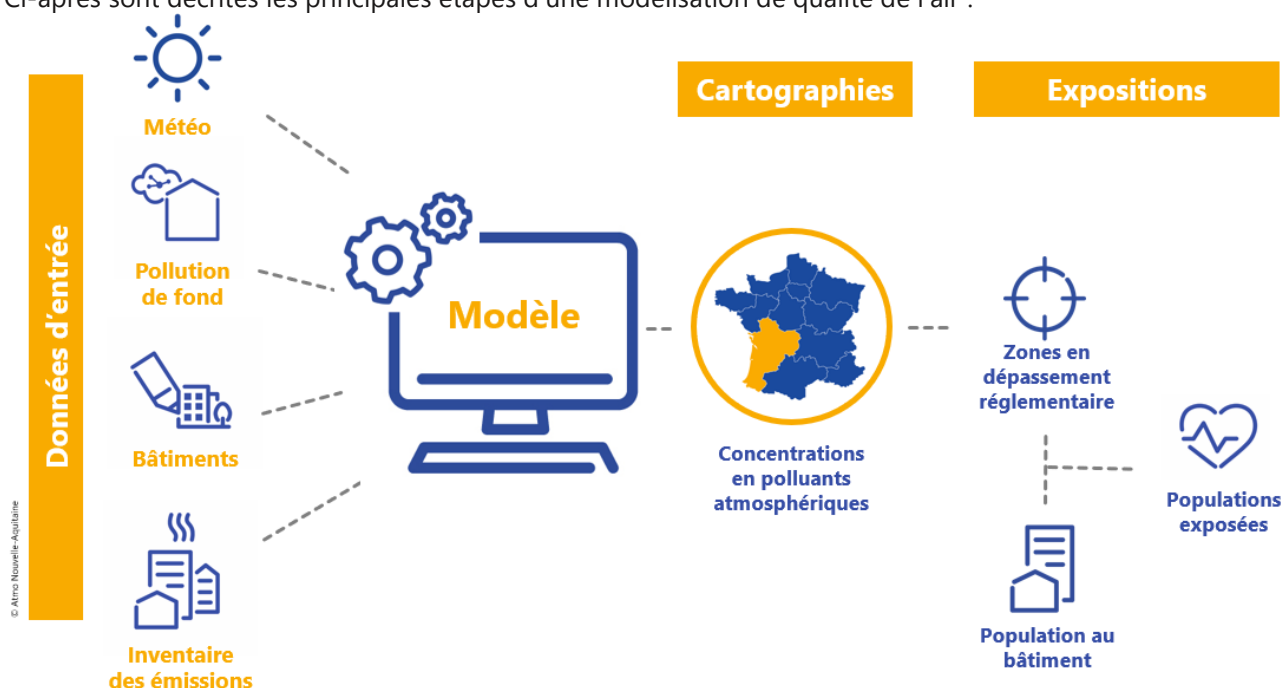 Ci-après sont décrites les principales étapes d'une modélisation de qualité de l'air :
Données d'entrée
Météo
Pollution
de fond
Bâtiments
Inventaire
des émissions
Modèle
Cartographies
Concentrations
en polluants
atmosphériques
Expositions
Zones en
dépassement
réglementaire
Populations
exposées
Population au
bâtiment
© Atmo Nouvelle-Aquitaine